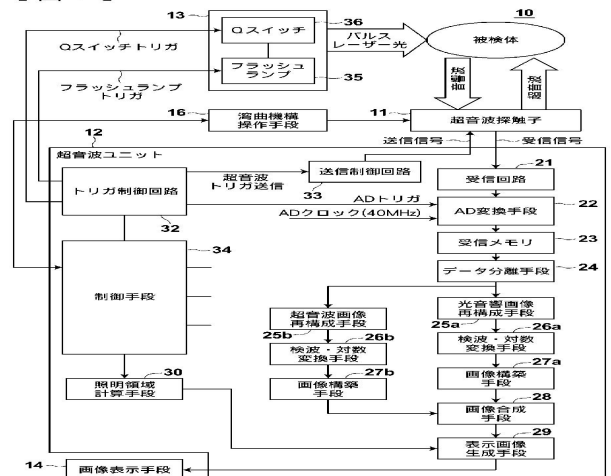 13
36
10
Qスイッチ
Qスイッチトリガ
パルス
レーザー光
被検体
フラッシュ
ランプ
35
フラッシュランプ
トリガ
音響波
超音波
16
湾曲機構
操作手段
11
超音波探触子
12
送信信号
受信信号
超音波ユニット
21
受信回路
トリガ制御回路
32
超音波
トリガ送信
送信制御回路
33
ADトリガ
ADクロック(40MHz)
AD変換手段
22
34
受信メモリ
23
データ分離手段
24
制御手段
超音波画像
再構成手段
25b
光音響画像
再構成手段
25a
26b
検波・対数
変換手段
26a
検波・対数
変換手段
27b
画像構築
手段
27a
画像構築
手段
30
照明領域
計算手段
28
画像合成
手段
29
表示画像
生成手段
14
画像表示手段